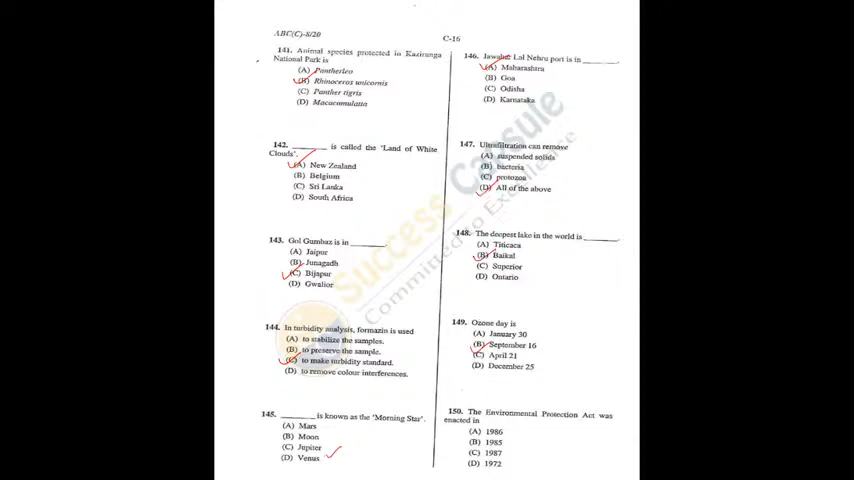 ABC(C)-8/20
C-16
141. Animal species protected in Kaziranga
National Park is
(A) Pantherleo
(B) Rhinoceros unicornis
(C) Panther tigris
(D) Macacamulatta
142. ________ is called the 'Land of White
Clouds'.
(A) New Zealand
(B) Belgium
(C) Sri Lanka
(D) South Africa
143. Gol Gumbaz is in ________
(A) Jaipur
(B) Junagadh
(C) Bijapur
(D) Gwalior
144. In turbidity analysis, formazin is used
(A) to stabilize the samples.
(B) to preserve the sample.
(C) to make turbidity standard.
(D) to remove colour interferences.
145. ________ is known as the 'Morning Star'.
(A) Mars
(B) Moon
(C) Jupiter
(D) Venus
146. Jawahar Lal Nehru port is in ________
(A) Maharashtra
(B) Goa
(C) Odisha
(D) Karnataka
147. Ultrafiltration can remove
(A) suspended solids
(B) bacteria
(C) protozoa
(D) All of the above
148. The deepest lake in the world is ________
(A) Titicaca
(B) Baikal
(C) Superior
(D) Ontario
149. Ozone day is
(A) January 30
(B) September 16
(C) April 21
(D) December 25
150. The Environmental Protection Act was
enacted in
(A) 1986
(B) 1985
(C) 1987
(D) 1972
Success Capsule
Committed to Excellence